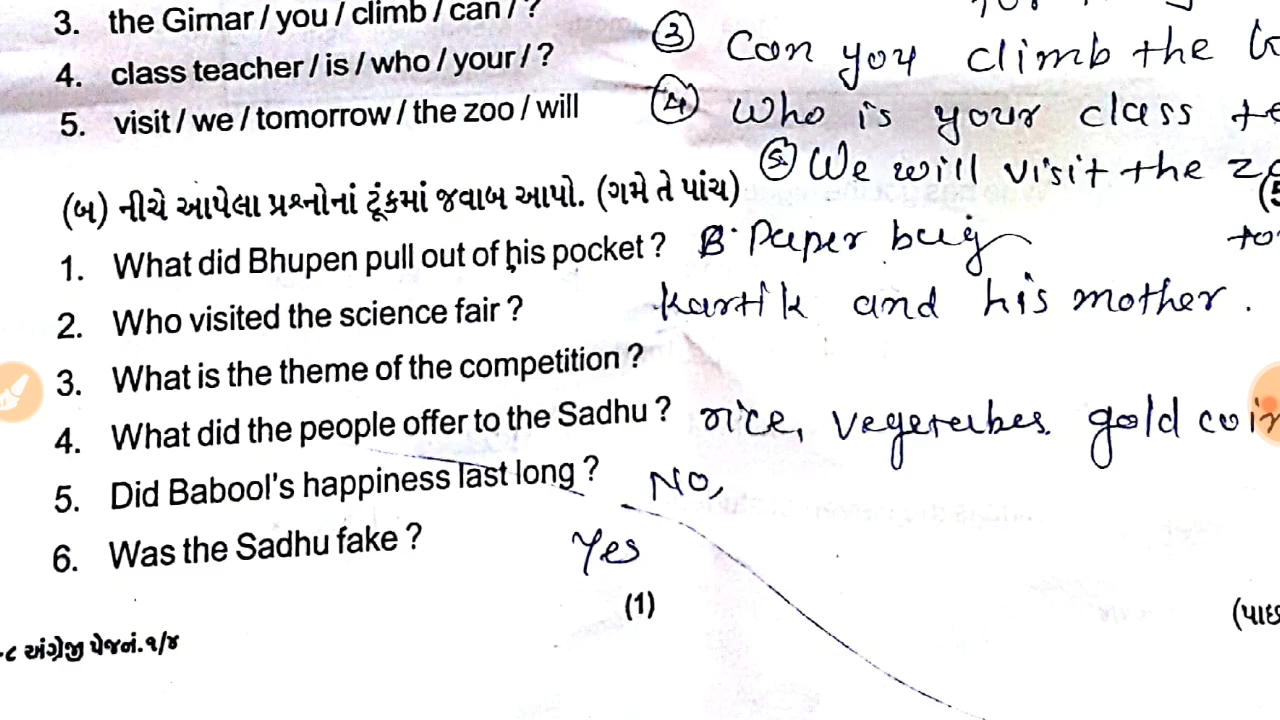 3. the Girnar / you / climb / can / ?
③ Can you climb the
4. class teacher / is / who / your / ?
④ Who is your class
5. visit / we / tomorrow / the zoo / will
⑤ We will visit the
(બ) નીચે આપેલા પ્રશ્નોનાં ટૂંકમાં જવાબ આપો. (ગમે તે પાંચ)
1. What did Bhupen pull out of his pocket ? Paper bag
2. Who visited the science fair ? Kartik and his mother.
3. What is the theme of the competition ?
4. What did the people offer to the Sadhu ? rice, vegetabes. gold coin
5. Did Babool's happiness last long ? No,
6. Was the Sadhu fake ? Yes
(1)
-૮ અંગ્રેજી પેજનં.૧/૪